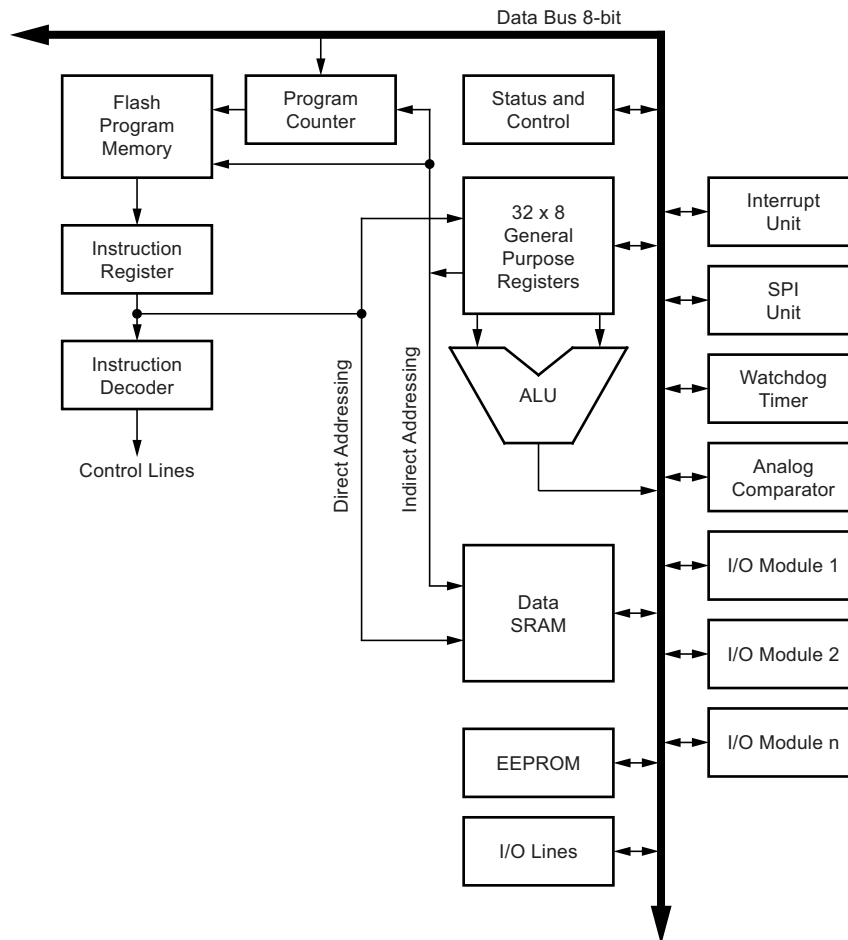 Data Bus 8-bit
Flash
Program
Memory
Program
Counter
Status and
Control
32 x 8
General
Purpose
Registers
Interrupt
Unit
Instruction
Register
SPI
Unit
Instruction
Decoder
Direct Addressing
Indirect Addressing
ALU
Watchdog
Timer
Control Lines
Analog
Comparator
Data
SRAM
I/O Module 1
I/O Module 2
I/O Module n
EEPROM
I/O Lines